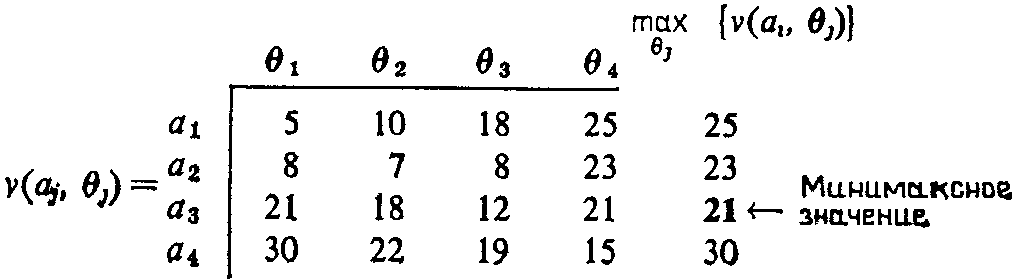 max {v(aᵢ, θⱼ)}
θⱼ
θ₁ θ₂ θ₃ θ₄
a₁ 5 10 18 25 25
a₂ 8 7 8 23 23
v(aⱼ, θⱼ) =
a₃ 21 18 12 21 21 ← Минимаксное
значение
a₄ 30 22 19 15 30